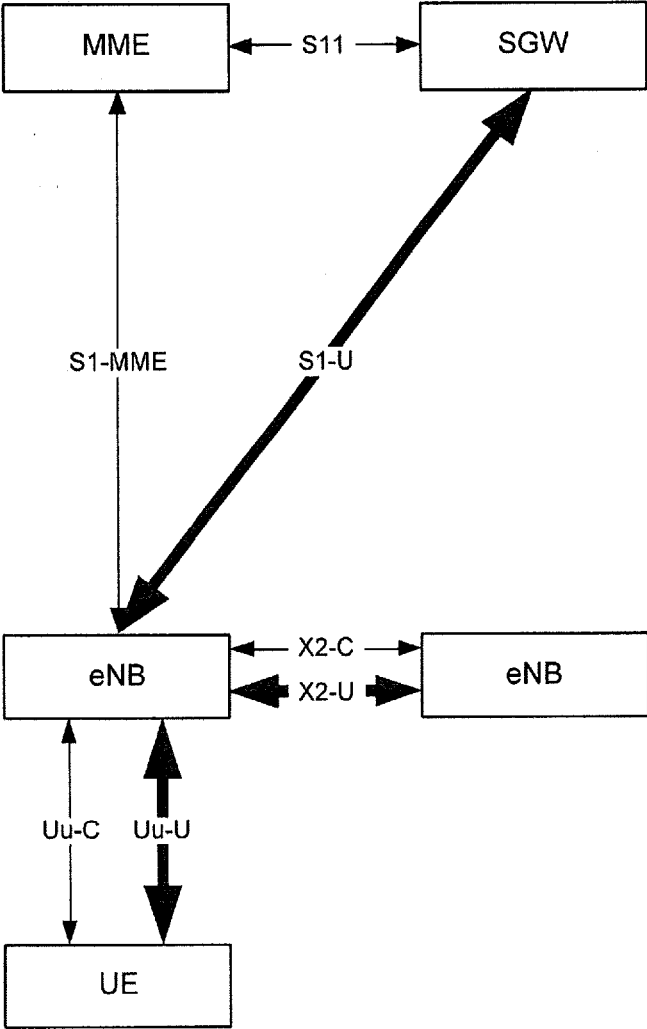 MME
S11
SGW
S1-MME
S1-U
eNB
X2-C
X2-U
eNB
Uu-C
Uu-U
UE